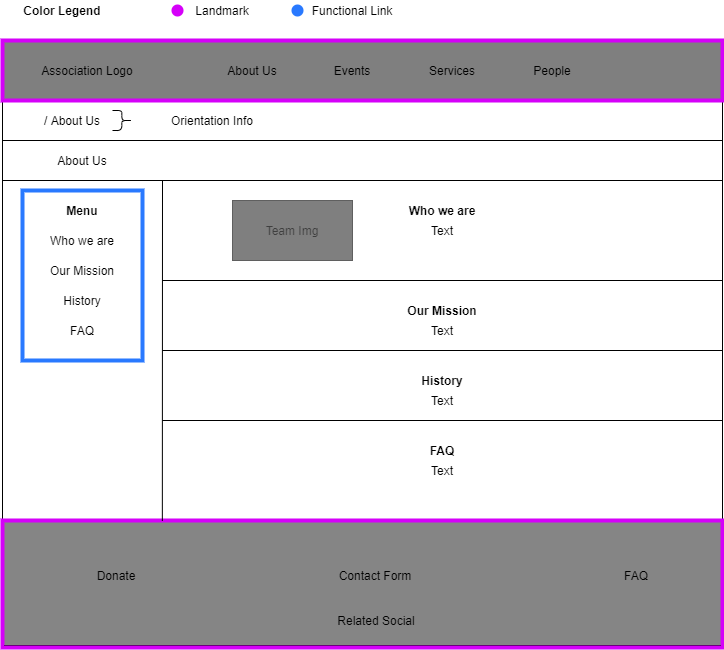 Color Legend Landmark Functional Link
Association Logo About Us Events Services People
/ About Us Orientation Info
About Us
Menu
Who we are
Our Mission
History
FAQ
Team Img
Who we are
Text
Our Mission
Text
History
Text
FAQ
Text
Donate Contact Form FAQ
Related Social